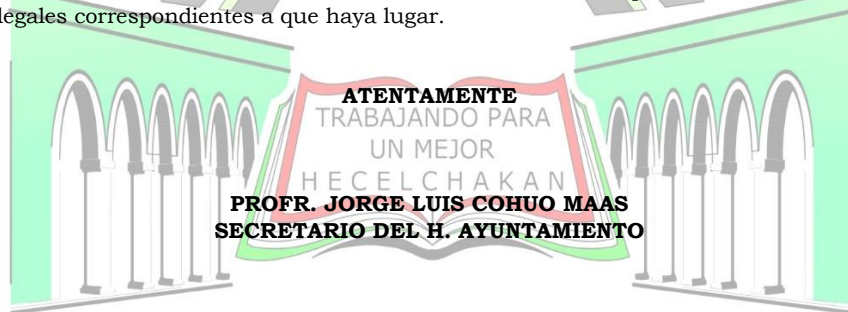 legales correspondientes a que haya lugar.
ATENTAMENTE
TRABAJANDO PARA
UN MEJOR
HECELCHAKAN
PROFR. JORGE LUIS COHUO MAAS
SECRETARIO DEL H. AYUNTAMIENTO